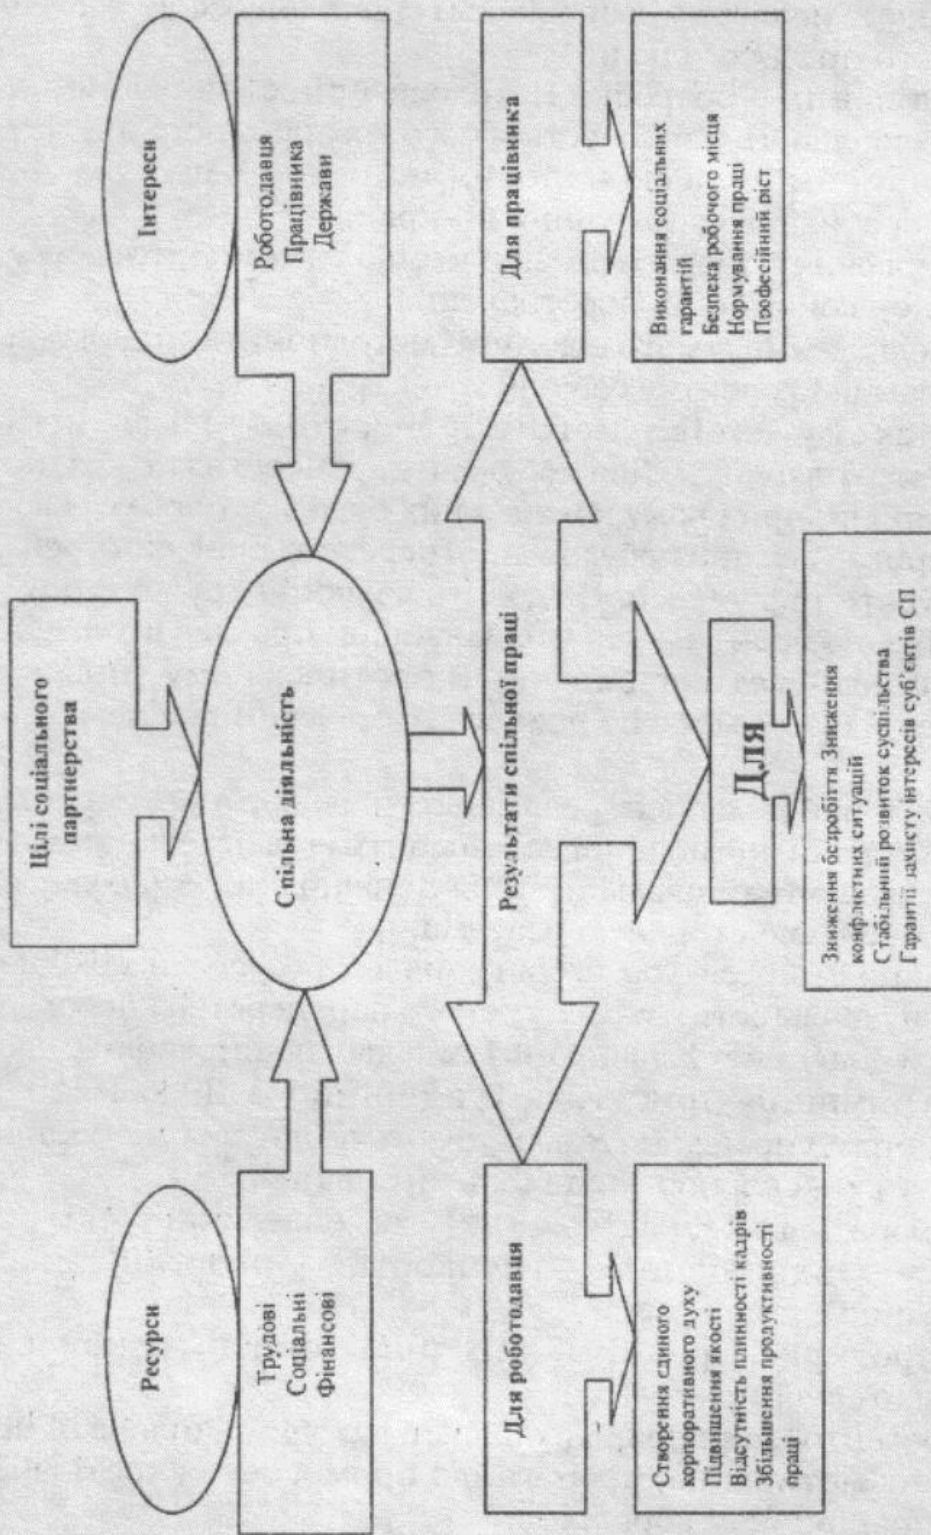 Цілі соціального
партнерства
Ресурси
Трудові
Соціальні
Фінансові
Спільна діяльність
Інтереси
Роботодавця
Працівника
Держави
Результати спільної праці
Для роботодавця
Створення єдиного
корпоративного духу
Підвищення якості
Відсутність плинності кадрів
Збільшення продуктивності
праці
ДЛЯ
Зниження безробіття Зниження
конфліктних ситуацій
Стабільний розвиток суспільства
Гарантії захисту інтересів суб'єктів СП
Для працівника
Виконання соціальних
гарантій
Безпека робочого місця
Нормування праці
Професійний ріст